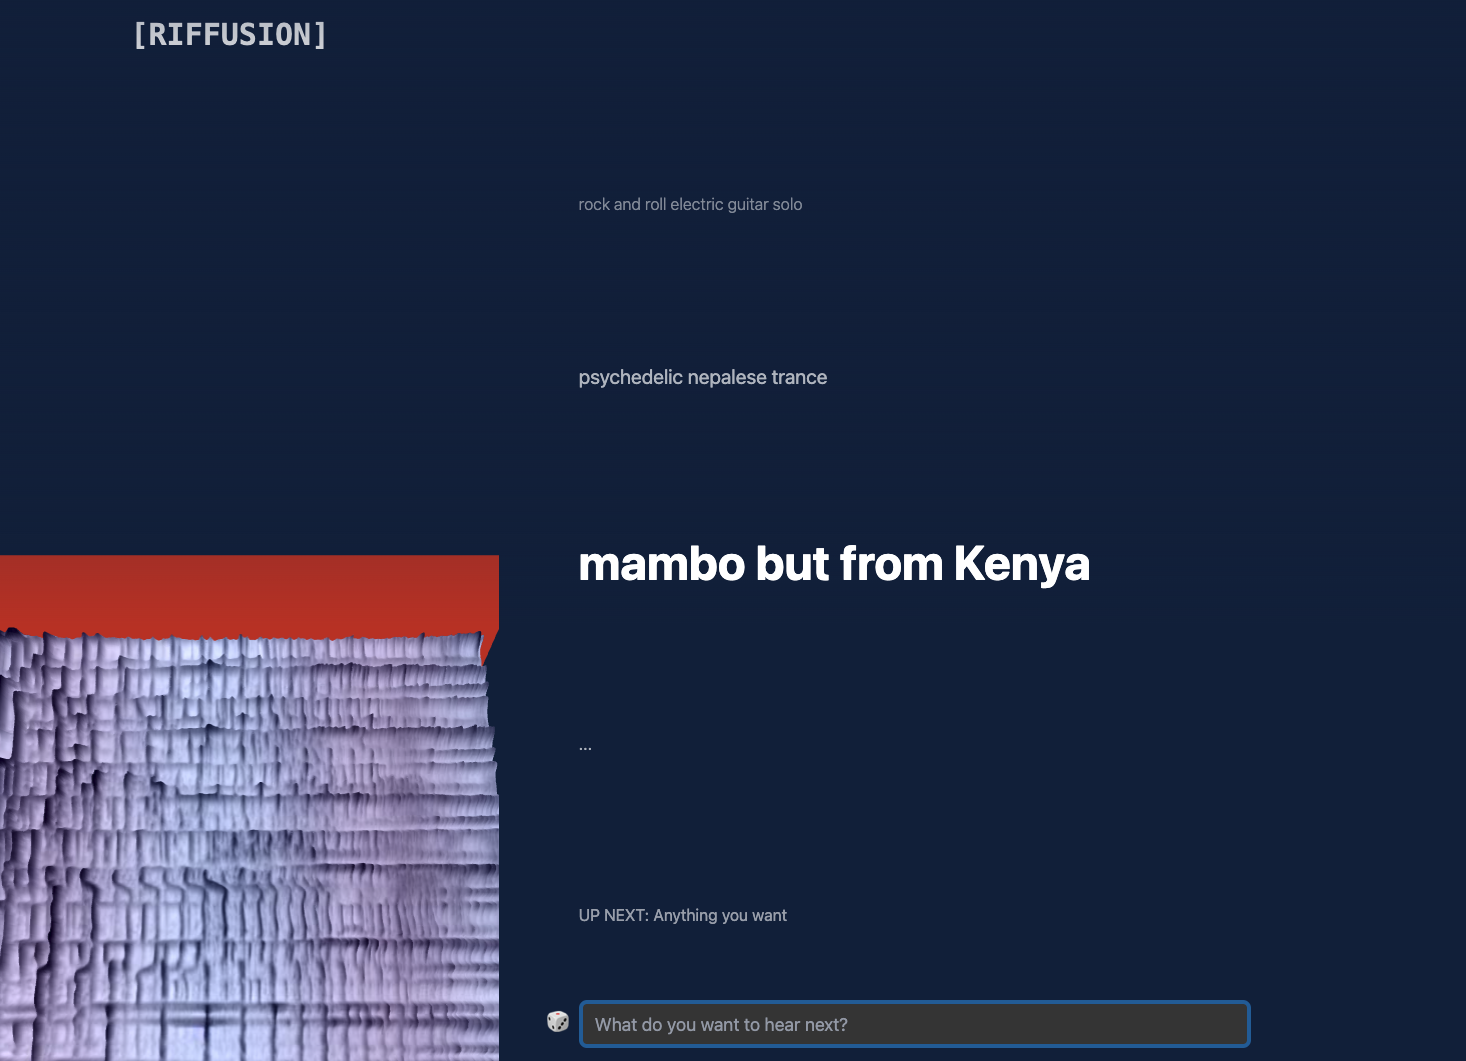 [RIFFUSION]
rock and roll electric guitar solo
psychedelic nepalese trance
mambo but from Kenya
...
UP NEXT: Anything you want
What do you want to hear next?